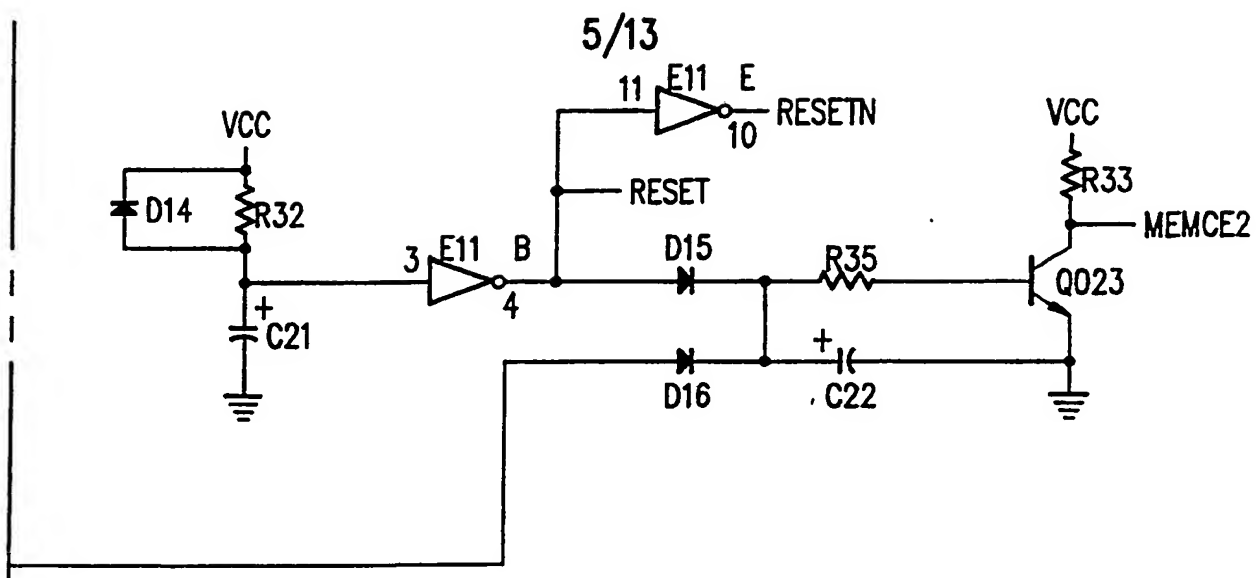 5/13
11 E11 E
10 RESETN
VCC
VCC
D14 R32
RESET
R33
MEMCE2
3 E11 B
4
D15
R35
Q023
+
C21
+
D16
C22